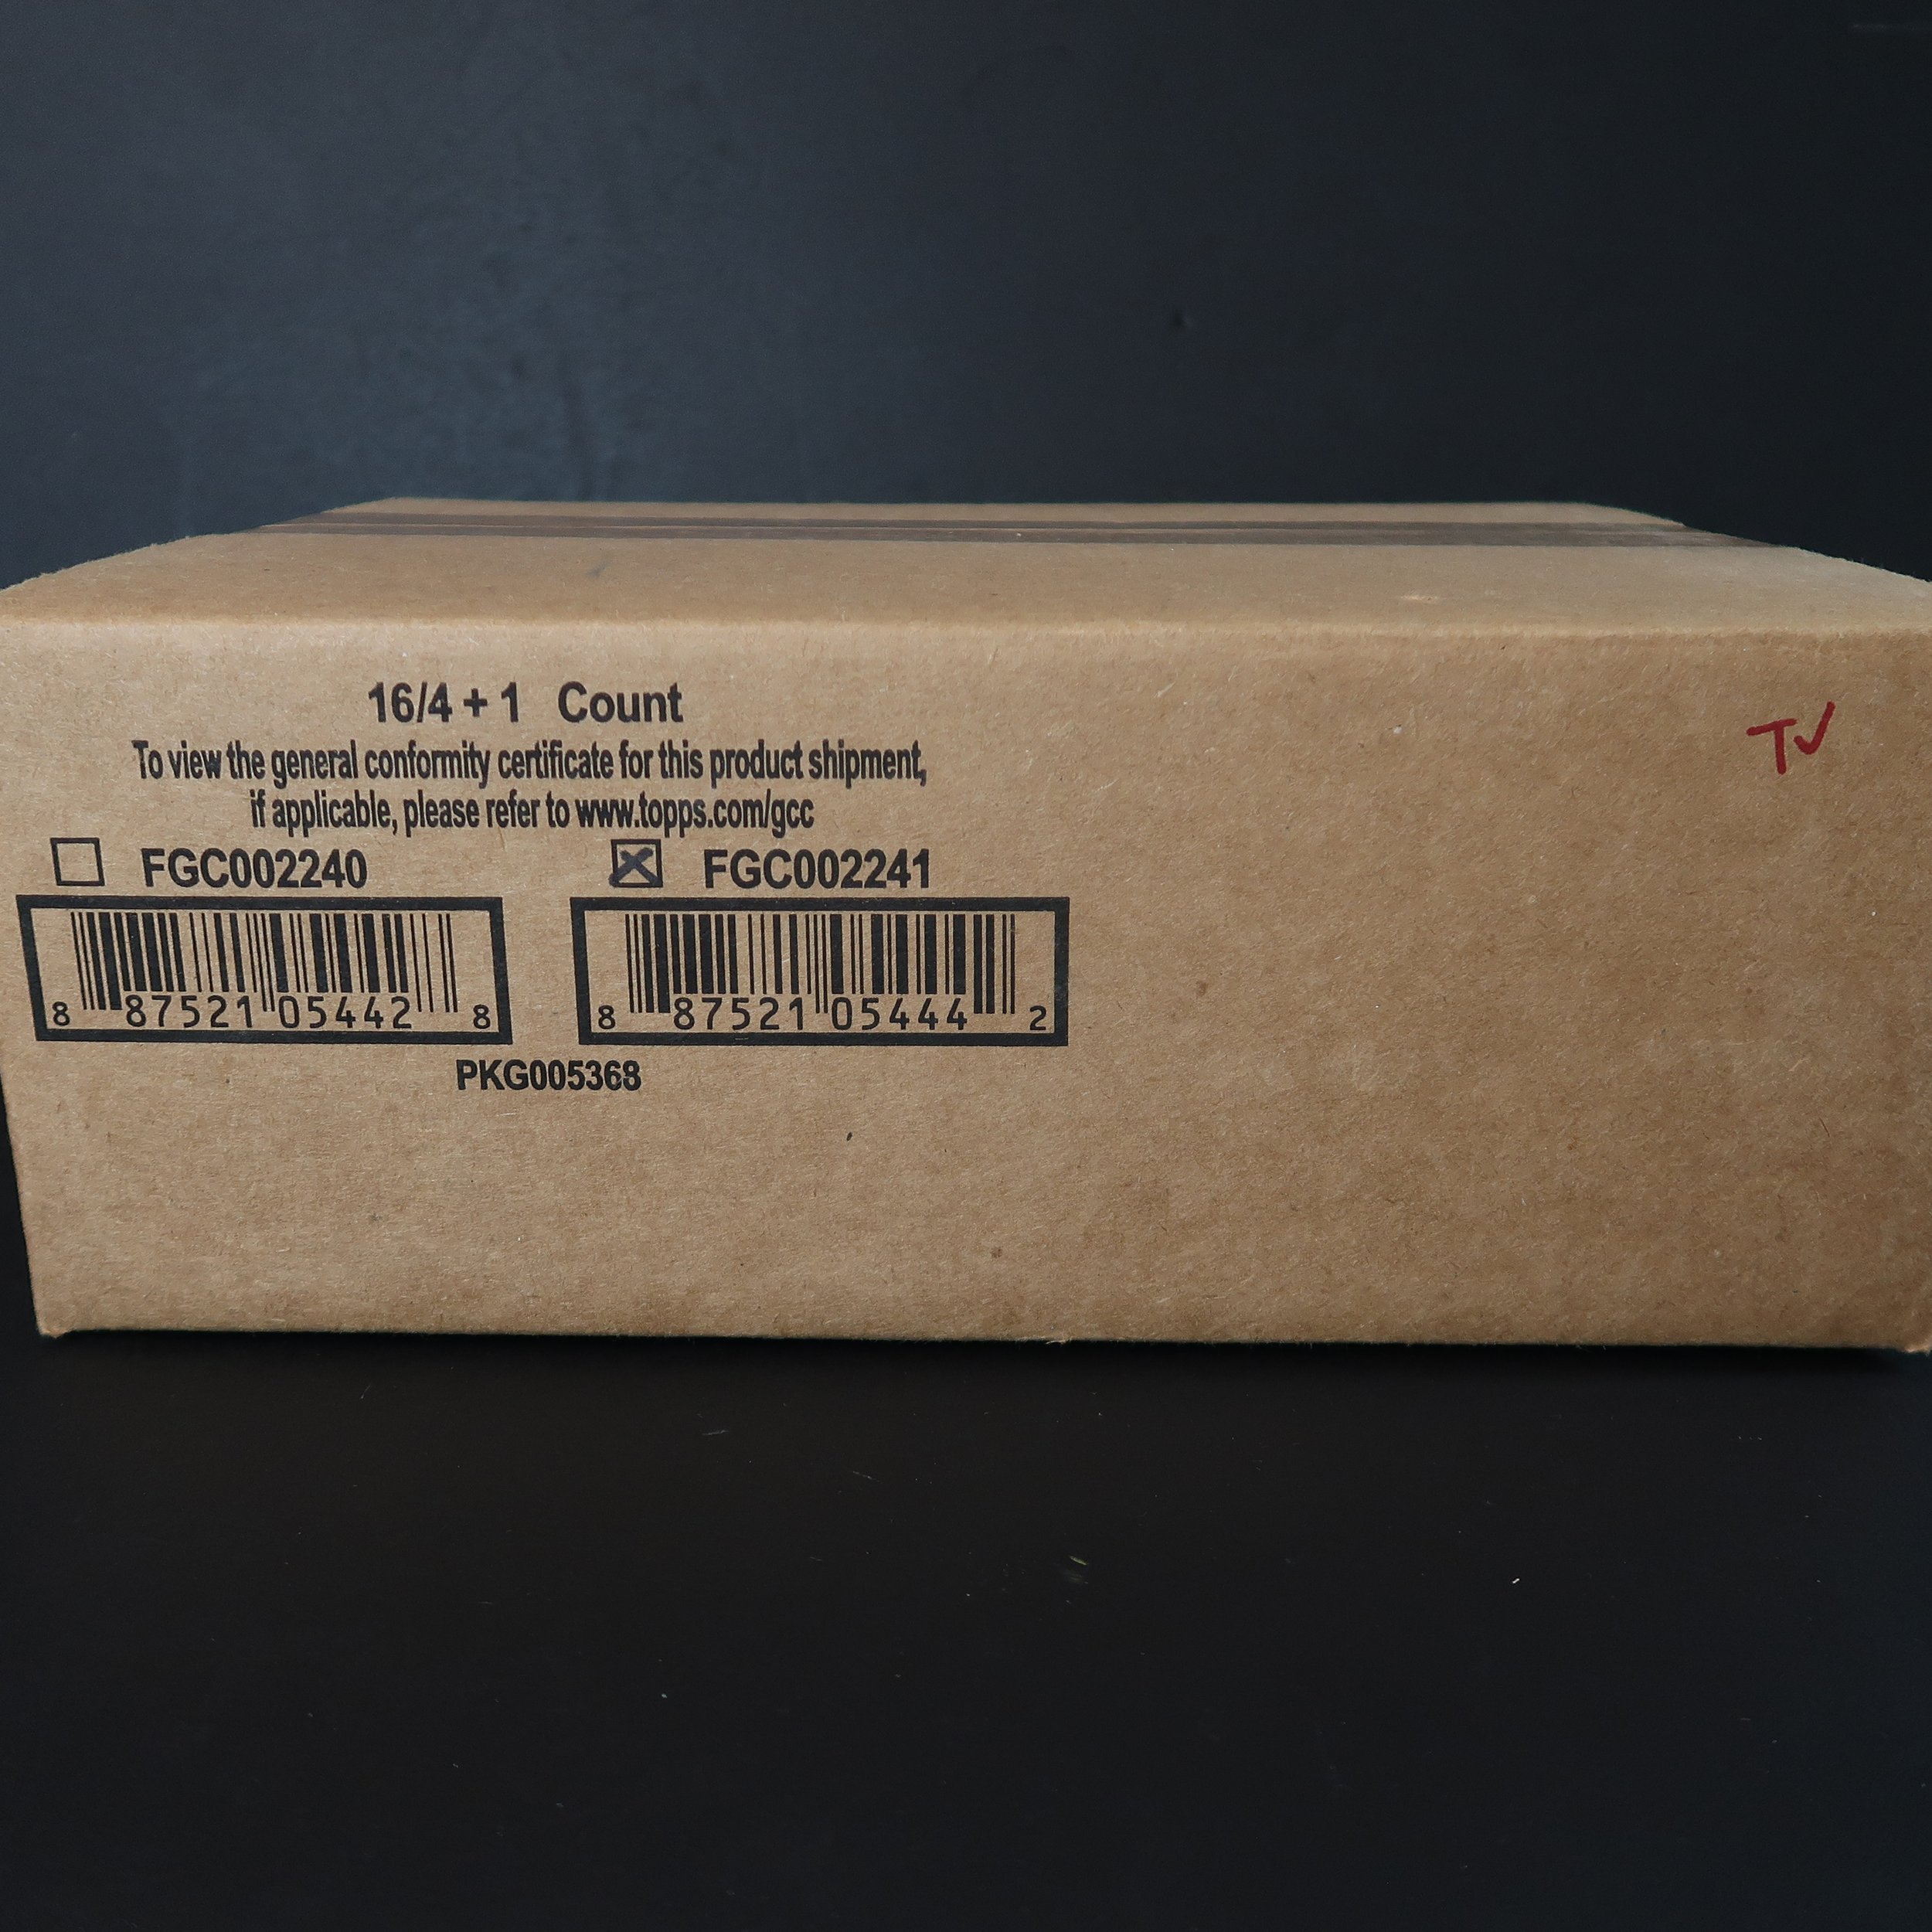 16/4 + 1 Count
To view the general conformity certificate for this product shipment,
if applicable, please refer to www.topps.com/gcc
FGC002240 FGC002241
8 87521 05442 8 8 87521 05444 2
PKG005368
T✓